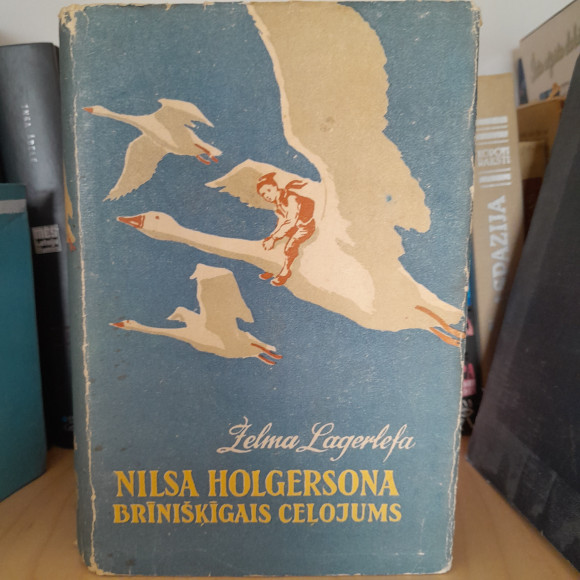 Želma Lagerlefa
NILSA HOLGERSONA
BRĪNIŠĶĪGAIS CEĻOJUMS